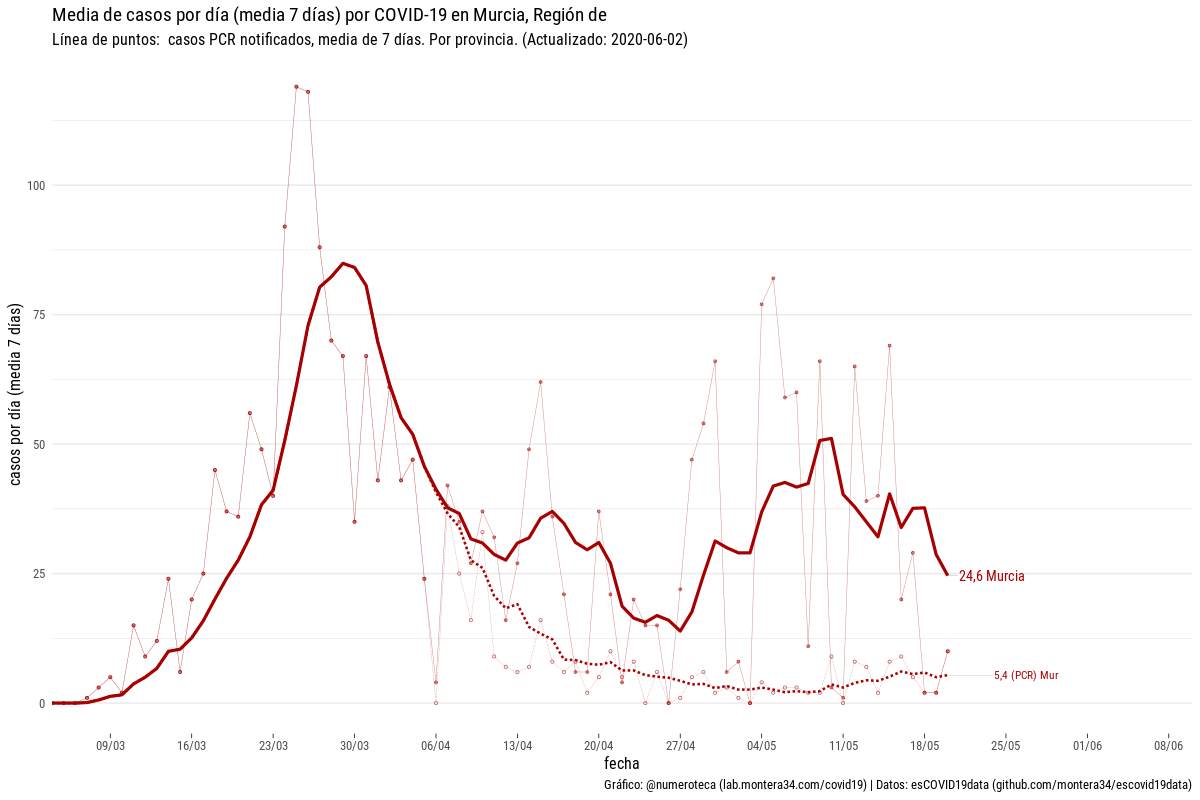 Media de casos por día (media 7 días) por COVID-19 en Murcia, Región de
Línea de puntos:  casos PCR notificados, media de 7 días. Por provincia. (Actualizado: 2020-06-02)
casos por día (media 7 días)
100
75
50
25
0
24,6 Murcia
5,4 (PCR) Mur
09/03
16/03
23/03
30/03
06/04
13/04
20/04
27/04
04/05
11/05
18/05
25/05
01/06
08/06
fecha
Gráfico: @numeroteca (lab.montera34.com/covid19) | Datos: esCOVID19data (github.com/montera34/escovid19data)